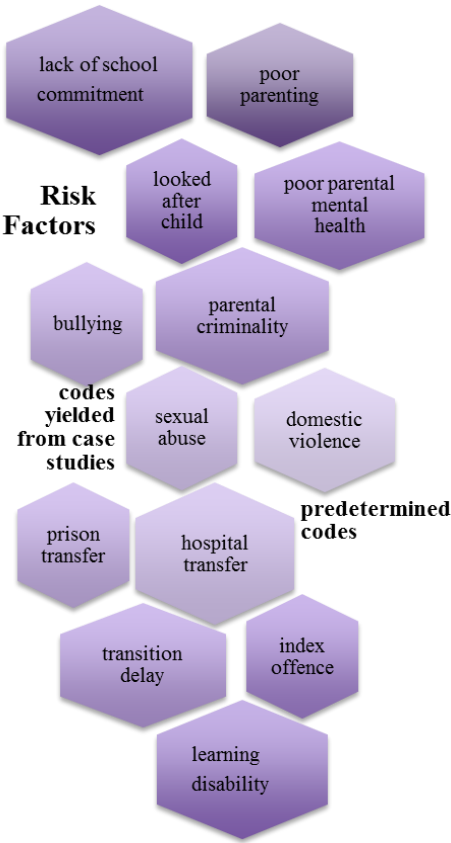 lack of school
commitment
poor
parenting
Risk
Factors
looked
after
child
poor parental
mental
health
bullying
parental
criminality
codes
yielded
from case
studies
sexual
abuse
domestic
violence
predetermined
codes
prison
transfer
hospital
transfer
transition
delay
index
offence
learning
disability